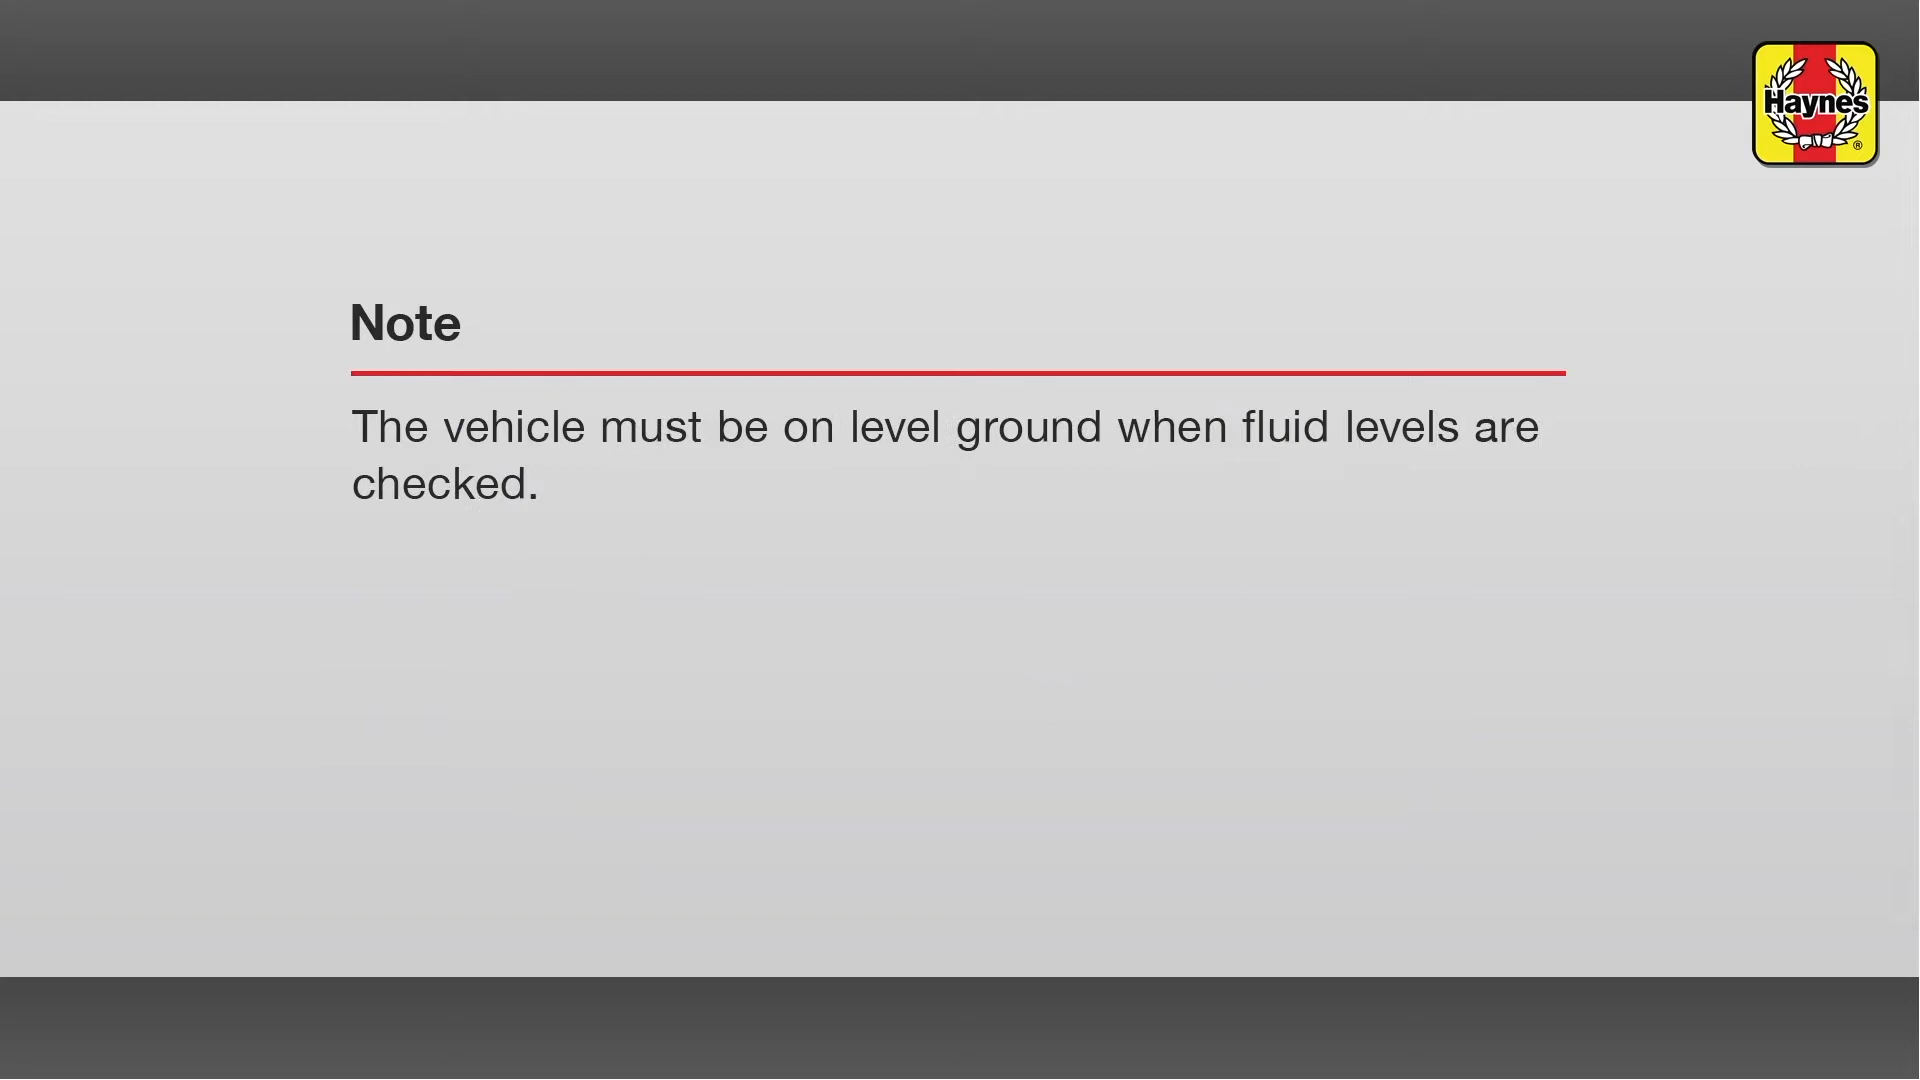 Haynes
®
Note
The vehicle must be on level ground when fluid levels are
checked.